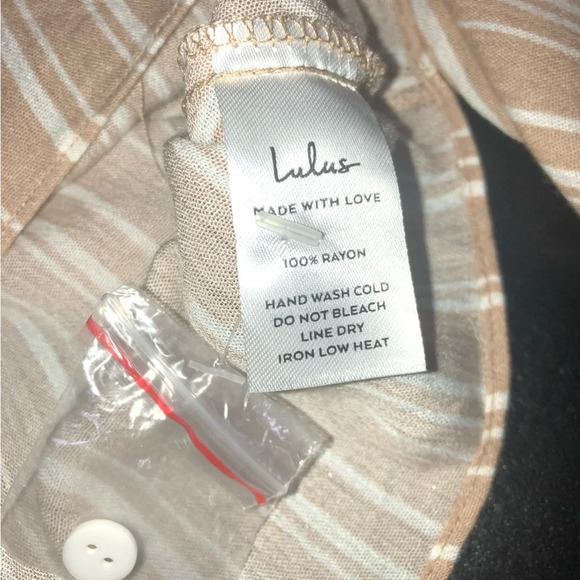 Lulus
MADE WITH LOVE
100% RAYON
HAND WASH COLD
DO NOT BLEACH
LINE DRY
IRON LOW HEAT